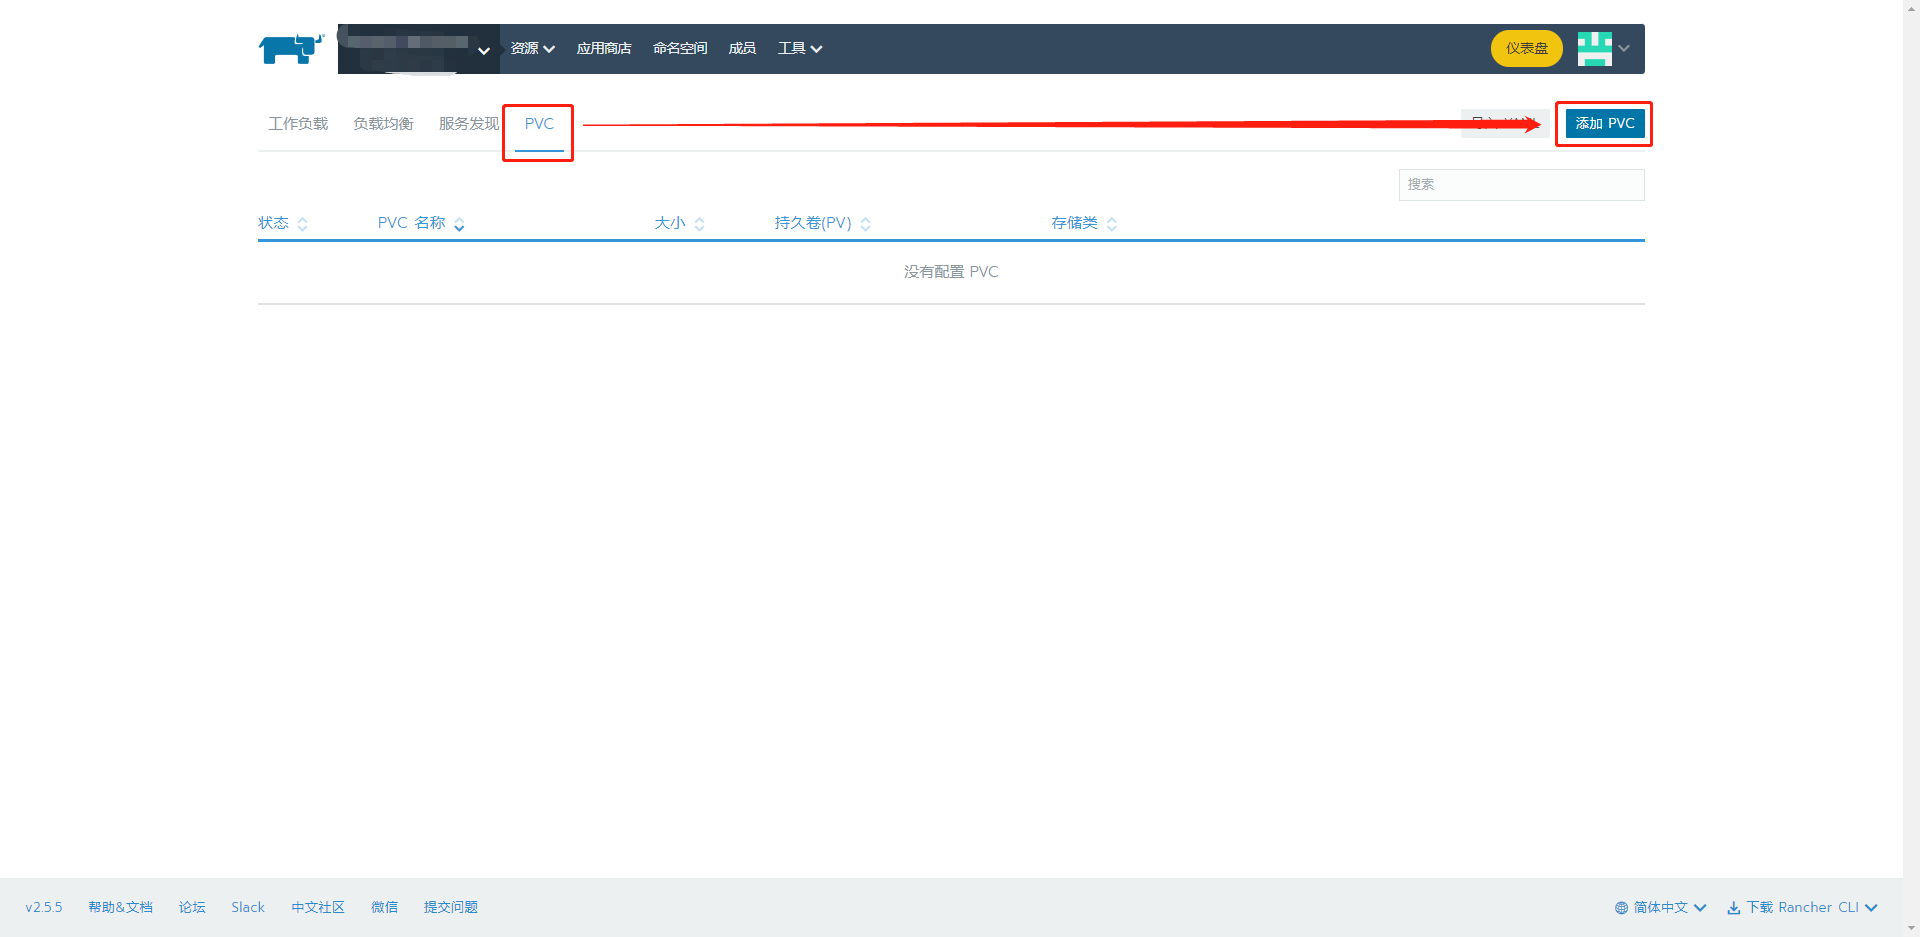 资源 应用商店 命名空间 成员 工具 仪表盘
工作负载 负载均衡 服务发现 PVC 添加 PVC
搜索
状态 PVC 名称 大小 持久卷(PV) 存储类
没有配置 PVC
v2.5.5 帮助&文档 论坛 Slack 中文社区 微信 提交问题 简体中文 下载 Rancher CLI